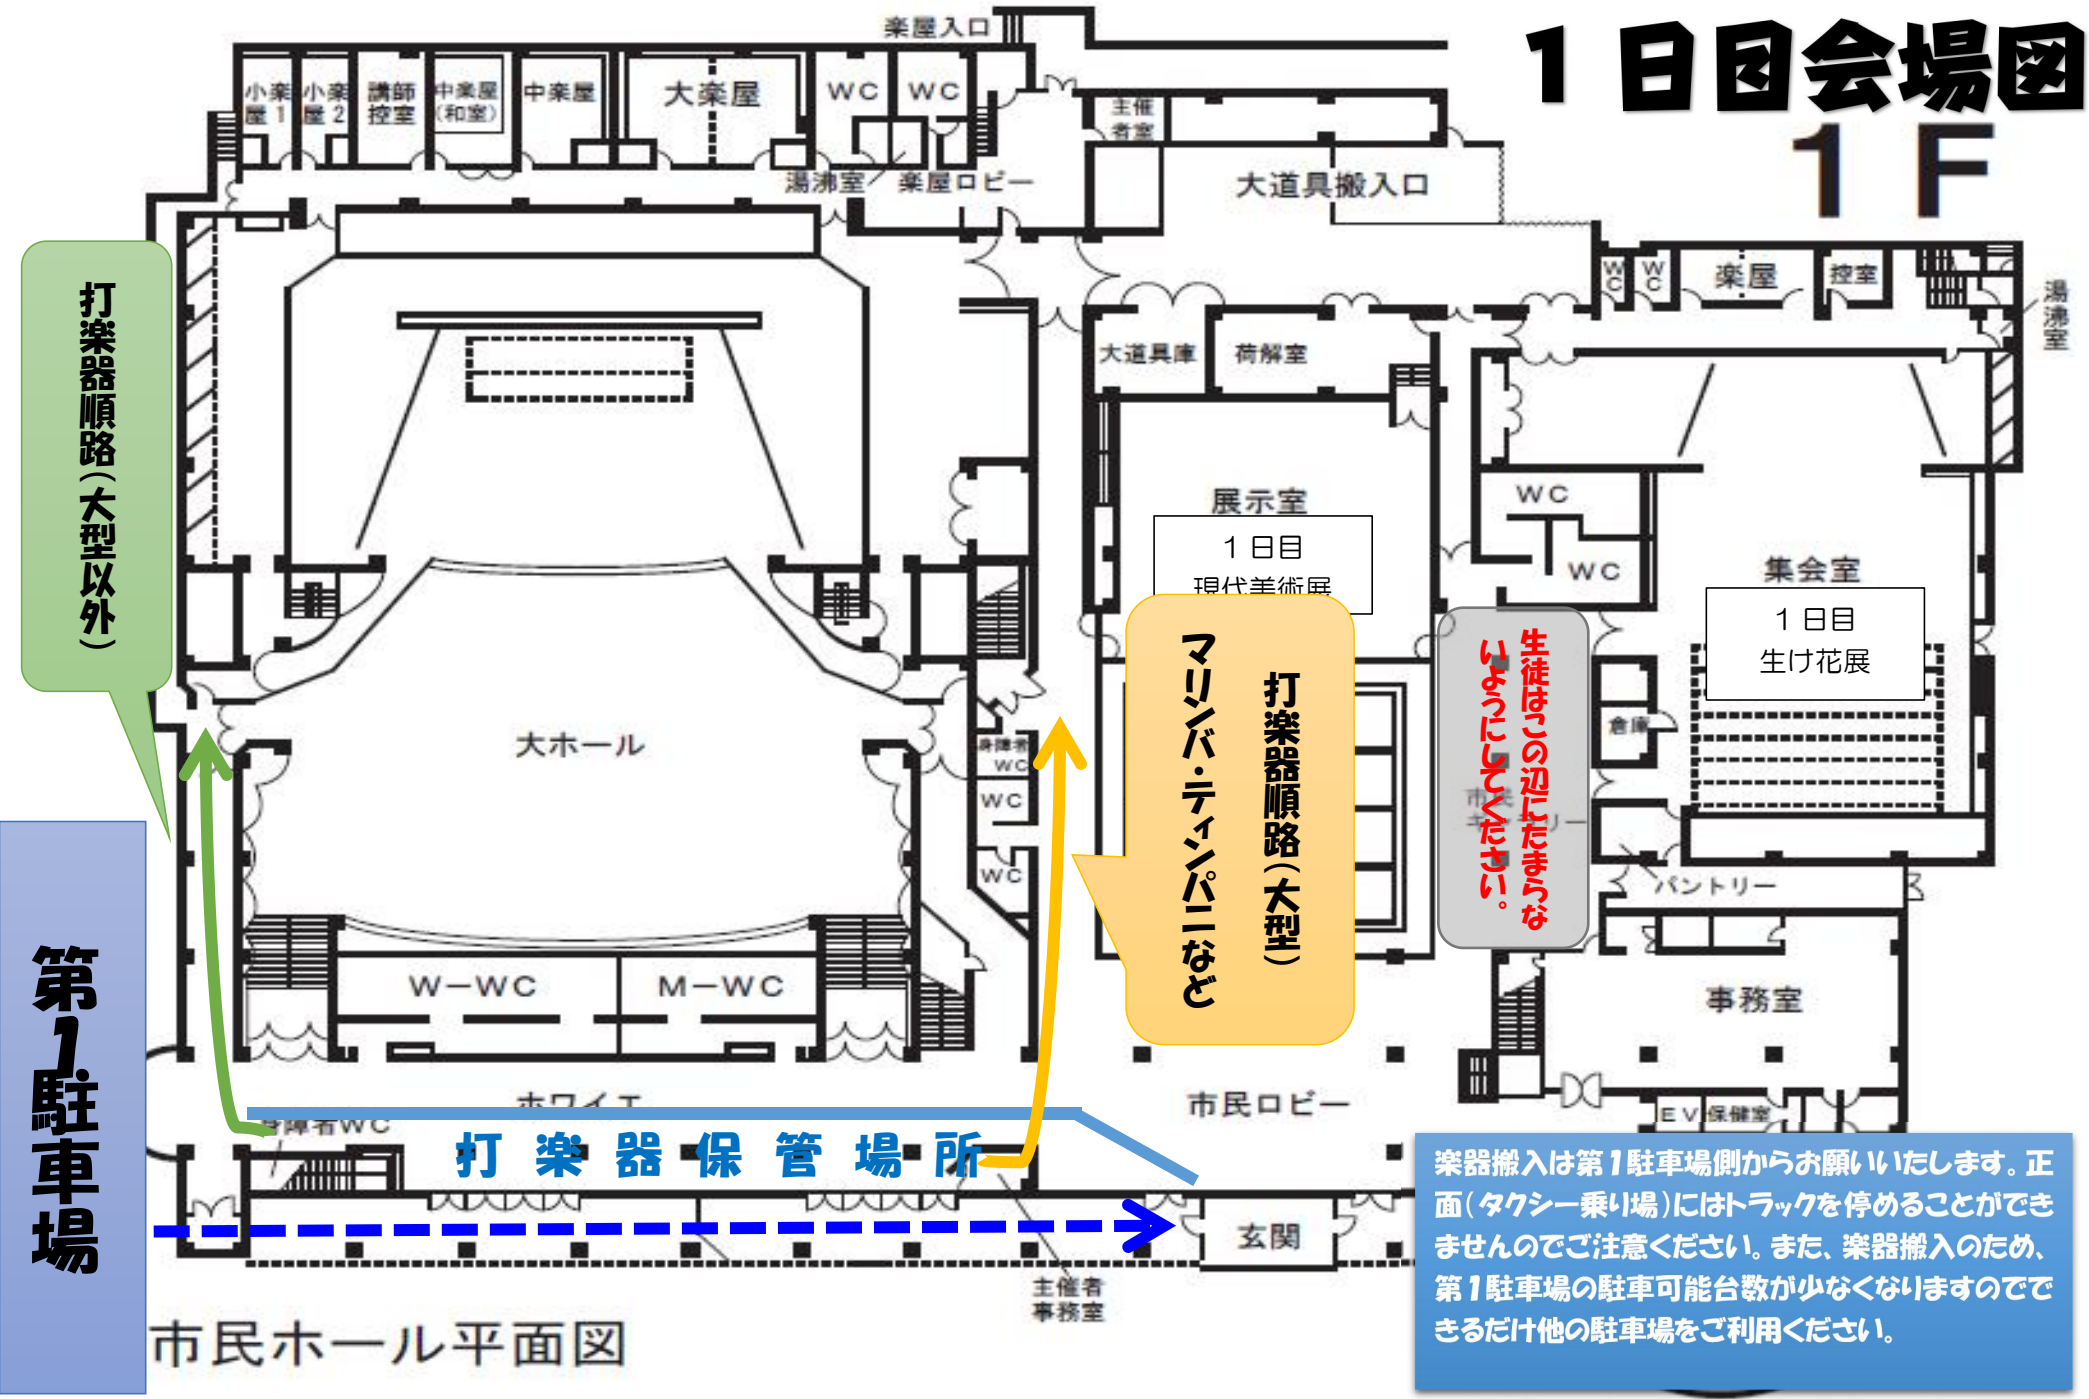 1日目会場図
1F
楽屋入口
小楽屋1
小楽屋2
講師控室
中楽屋(和室)
中楽屋
大楽屋
WC
WC
主催者室
湯沸室
楽屋ロビー
大道具搬入口
WC
WC
楽屋
控室
湯沸室
打楽器順路(大型以外)
大道具庫
荷解室
展示室
1日目
現代美術展
WC
WC
集会室
1日目
生け花展
生徒はこの辺にたまらな
いようにしてください。
打楽器順路(大型)
マリンバ・ティンパニなど
倉庫
大ホール
身障者WC
WC
WC
市民ギャラリー
パントリー
W-WC
M-WC
事務室
第1駐車場
ホワイエ
市民ロビー
EV
保健室
身障者WC
打楽器保管場所
玄関
主催者
事務室
楽器搬入は第1駐車場側からお願いいたします。正
面(タクシー乗り場)にはトラックを停めることができ
ませんのでご注意ください。また、楽器搬入のため、
第1駐車場の駐車可能台数が少なくなりますのでで
きるだけ他の駐車場をご利用ください。
市民ホール平面図